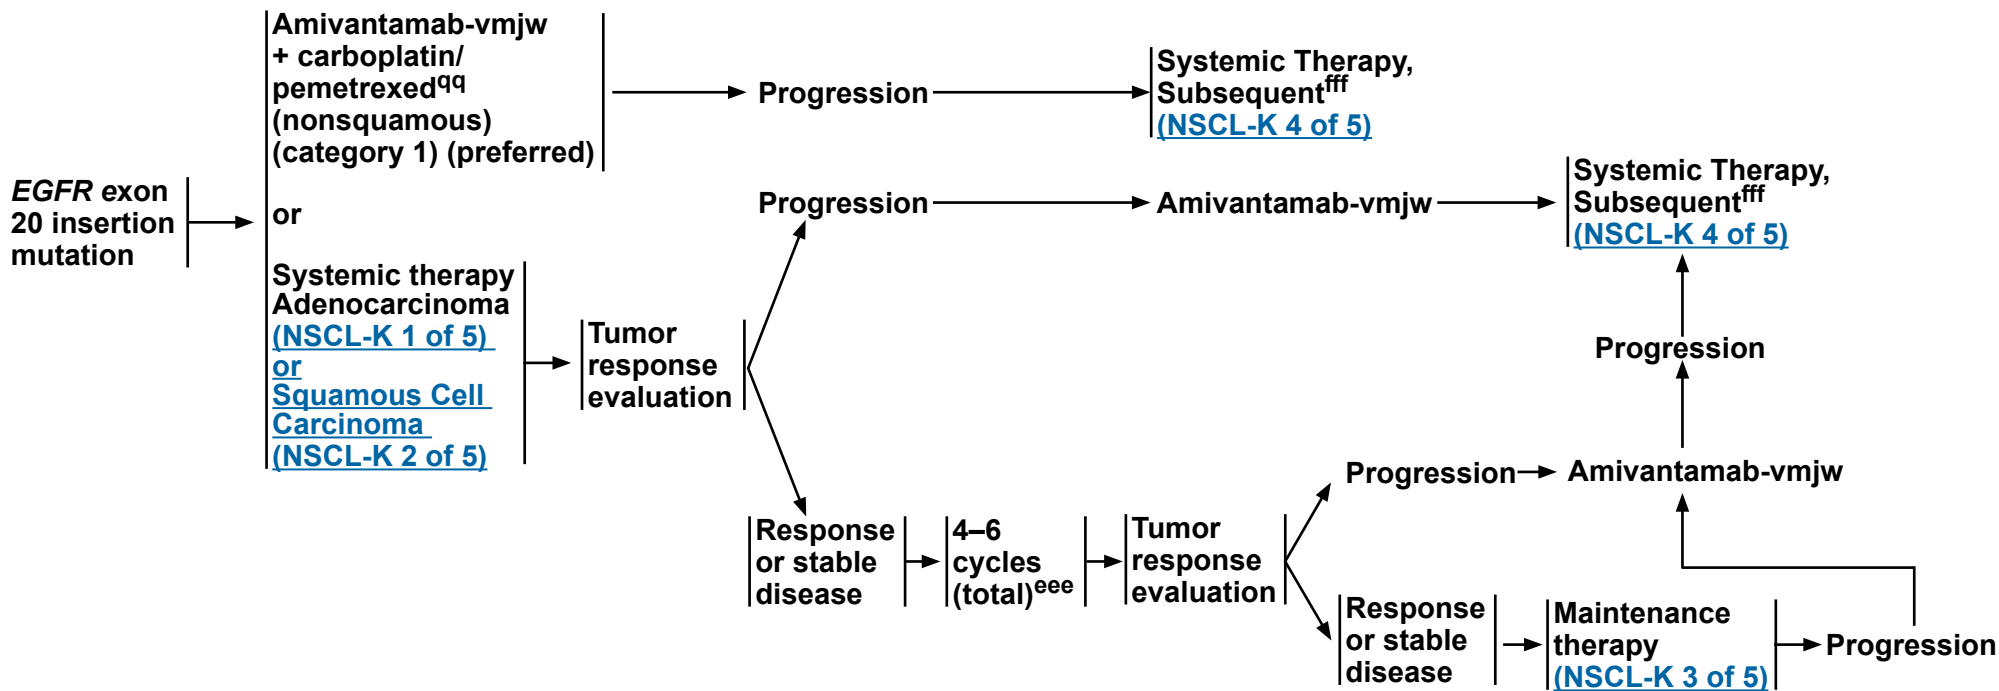 EGFR exon
20 insertion
mutation
Amivantamab-vmjw
+ carboplatin/
pemetrexedqq
(nonsquamous)
(category 1) (preferred)
or
Systemic therapy
Adenocarcinoma
(NSCL-K 1 of 5)
or
Squamous Cell
Carcinoma
(NSCL-K 2 of 5)
Progression
Systemic Therapy,
Subsequentfff
(NSCL-K 4 of 5)
Tumor
response
evaluation
Progression
Amivantamab-vmjw
Systemic Therapy,
Subsequentfff
(NSCL-K 4 of 5)
Progression
Response
or stable
disease
4–6
cycles
(total)eee
Tumor
response
evaluation
Progression
Amivantamab-vmjw
Response
or stable
disease
Maintenance
therapy
(NSCL-K 3 of 5)
Progression